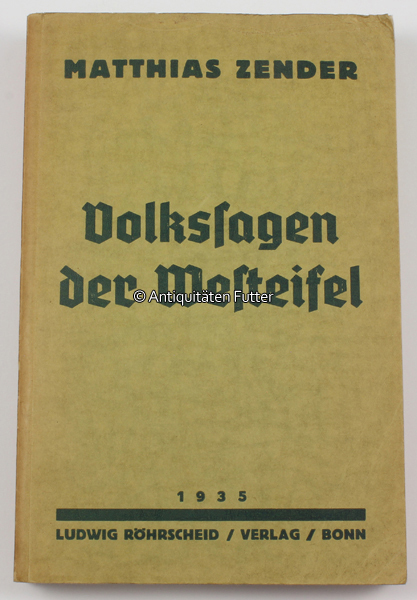 MATTHIAS ZENDER
Volksſagen
der Weſteifel
© Antiquitäten Futter
1935
LUDWIG RÖHRSCHEID / VERLAG / BONN